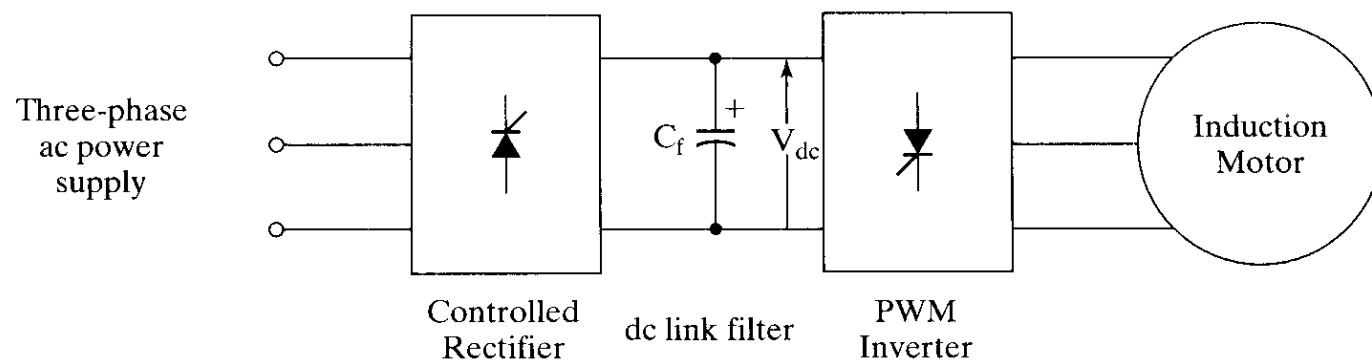 Three-phase
ac power
supply
C_f
+
V_dc
Induction
Motor
Controlled
Rectifier
dc link filter
PWM
Inverter